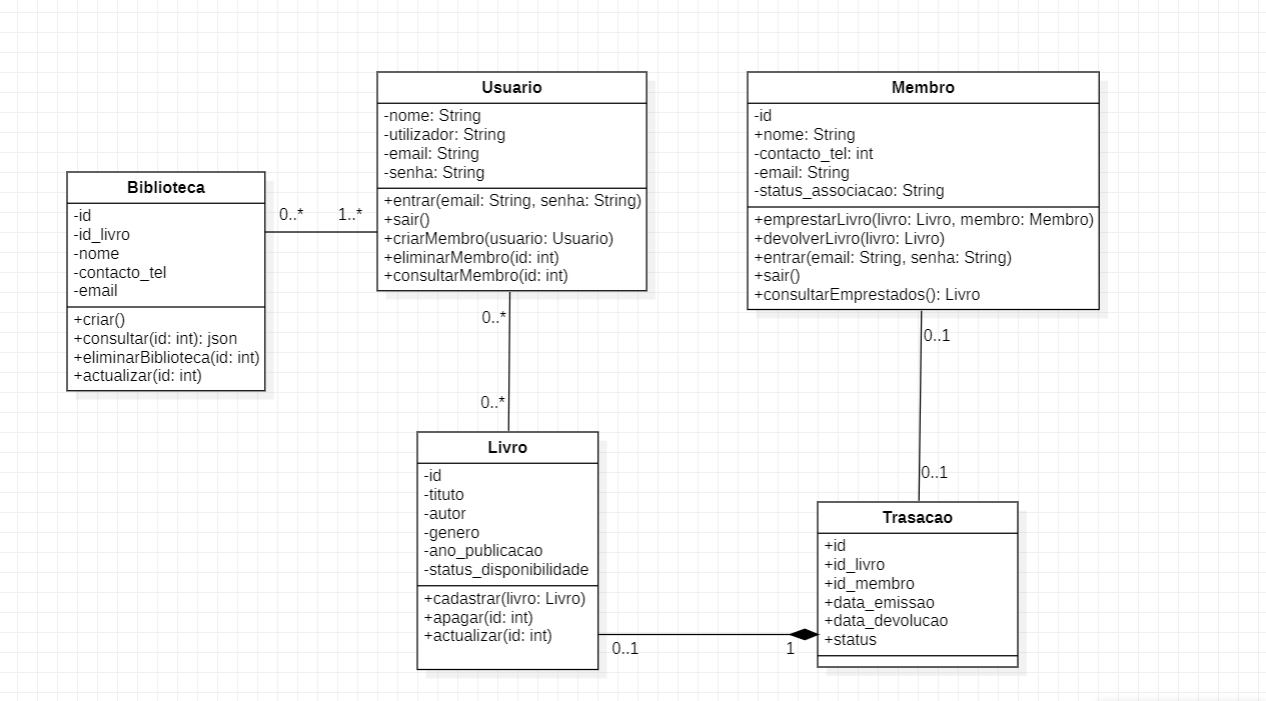 Usuario
-nome: String
-utilizador: String
-email: String
-senha: String
+entrar(email: String, senha: String)
+sair()
+criarMembro(usuario: Usuario)
+eliminarMembro(id: int)
+consultarMembro(id: int)
Membro
-id
+nome: String
-contacto_tel: int
-email: String
-status_associacao: String
+emprestarLivro(livro: Livro, membro: Membro)
+devolverLivro(livro: Livro)
+entrar(email: String, senha: String)
+sair()
+consultarEmprestados(): Livro
Biblioteca
-id
-id_livro
-nome
-contacto_tel
-email
+criar()
+consultar(id: int): json
+eliminarBiblioteca(id: int)
+actualizar(id: int)
0..*
1..*
0..*
0..*
0..1
0..1
Livro
-id
-tituto
-autor
-genero
-ano_publicacao
-status_disponibilidade
+cadastrar(livro: Livro)
+apagar(id: int)
+actualizar(id: int)
0..1
1
Trasacao
+id
+id_livro
+id_membro
+data_emissao
+data_devolucao
+status